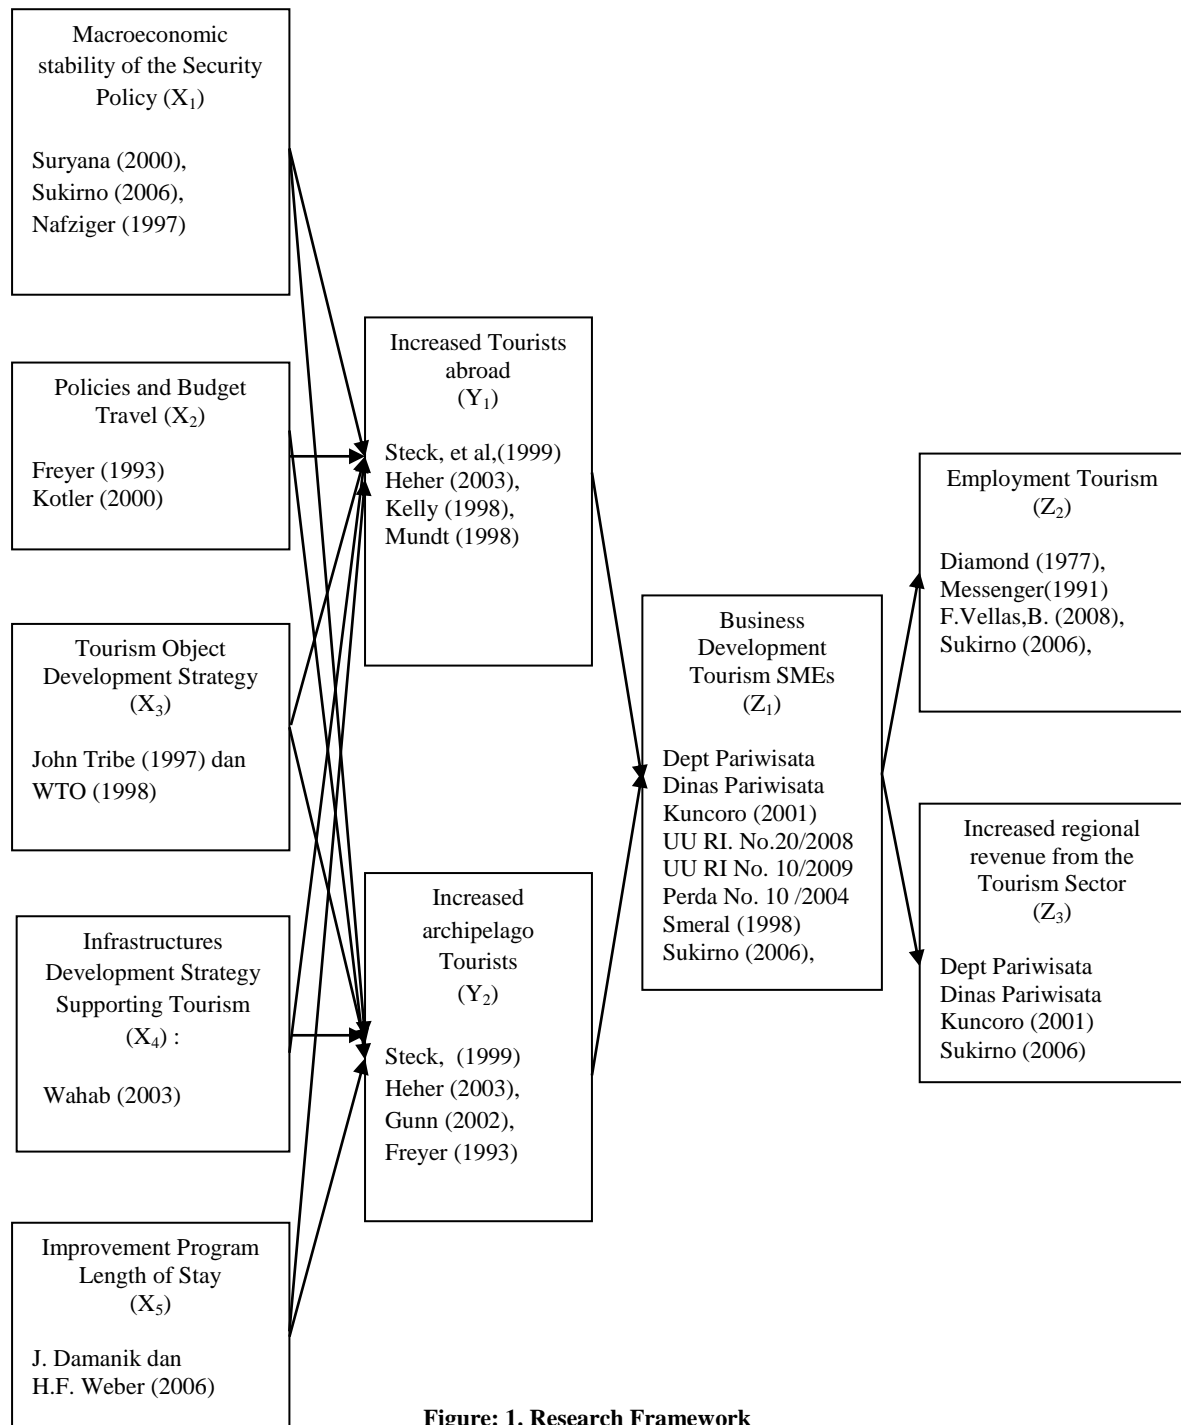 Macroeconomic
stability of the Security
Policy (X₁)
Suryana (2000),
Sukirno (2006),
Nafziger (1997)
Policies and Budget
Travel (X₂)
Freyer (1993)
Kotler (2000)
Tourism Object
Development Strategy
(X₃)
John Tribe (1997) dan
WTO (1998)
Infrastructures
Development Strategy
Supporting Tourism
(X₄) :
Wahab (2003)
Improvement Program
Length of Stay
(X₅)
J. Damanik dan
H.F. Weber (2006)
Increased Tourists
abroad
(Y₁)
Steck, et al,(1999)
Heher (2003),
Kelly (1998),
Mundt (1998)
Increased
archipelago
Tourists
(Y₂)
Steck,  (1999)
Heher (2003),
Gunn (2002),
Freyer (1993)
Business
Development
Tourism SMEs
(Z₁)
Dept Pariwisata
Dinas Pariwisata
Kuncoro (2001)
UU RI. No.20/2008
UU RI No. 10/2009
Perda No. 10 /2004
Smeral (1998)
Sukirno (2006),
Employment Tourism
(Z₂)
Diamond (1977),
Messenger(1991)
F.Vellas,B. (2008),
Sukirno (2006),
Increased regional
revenue from the
Tourism Sector
(Z₃)
Dept Pariwisata
Dinas Pariwisata
Kuncoro (2001)
Sukirno (2006)
Figure: 1. Research Framework